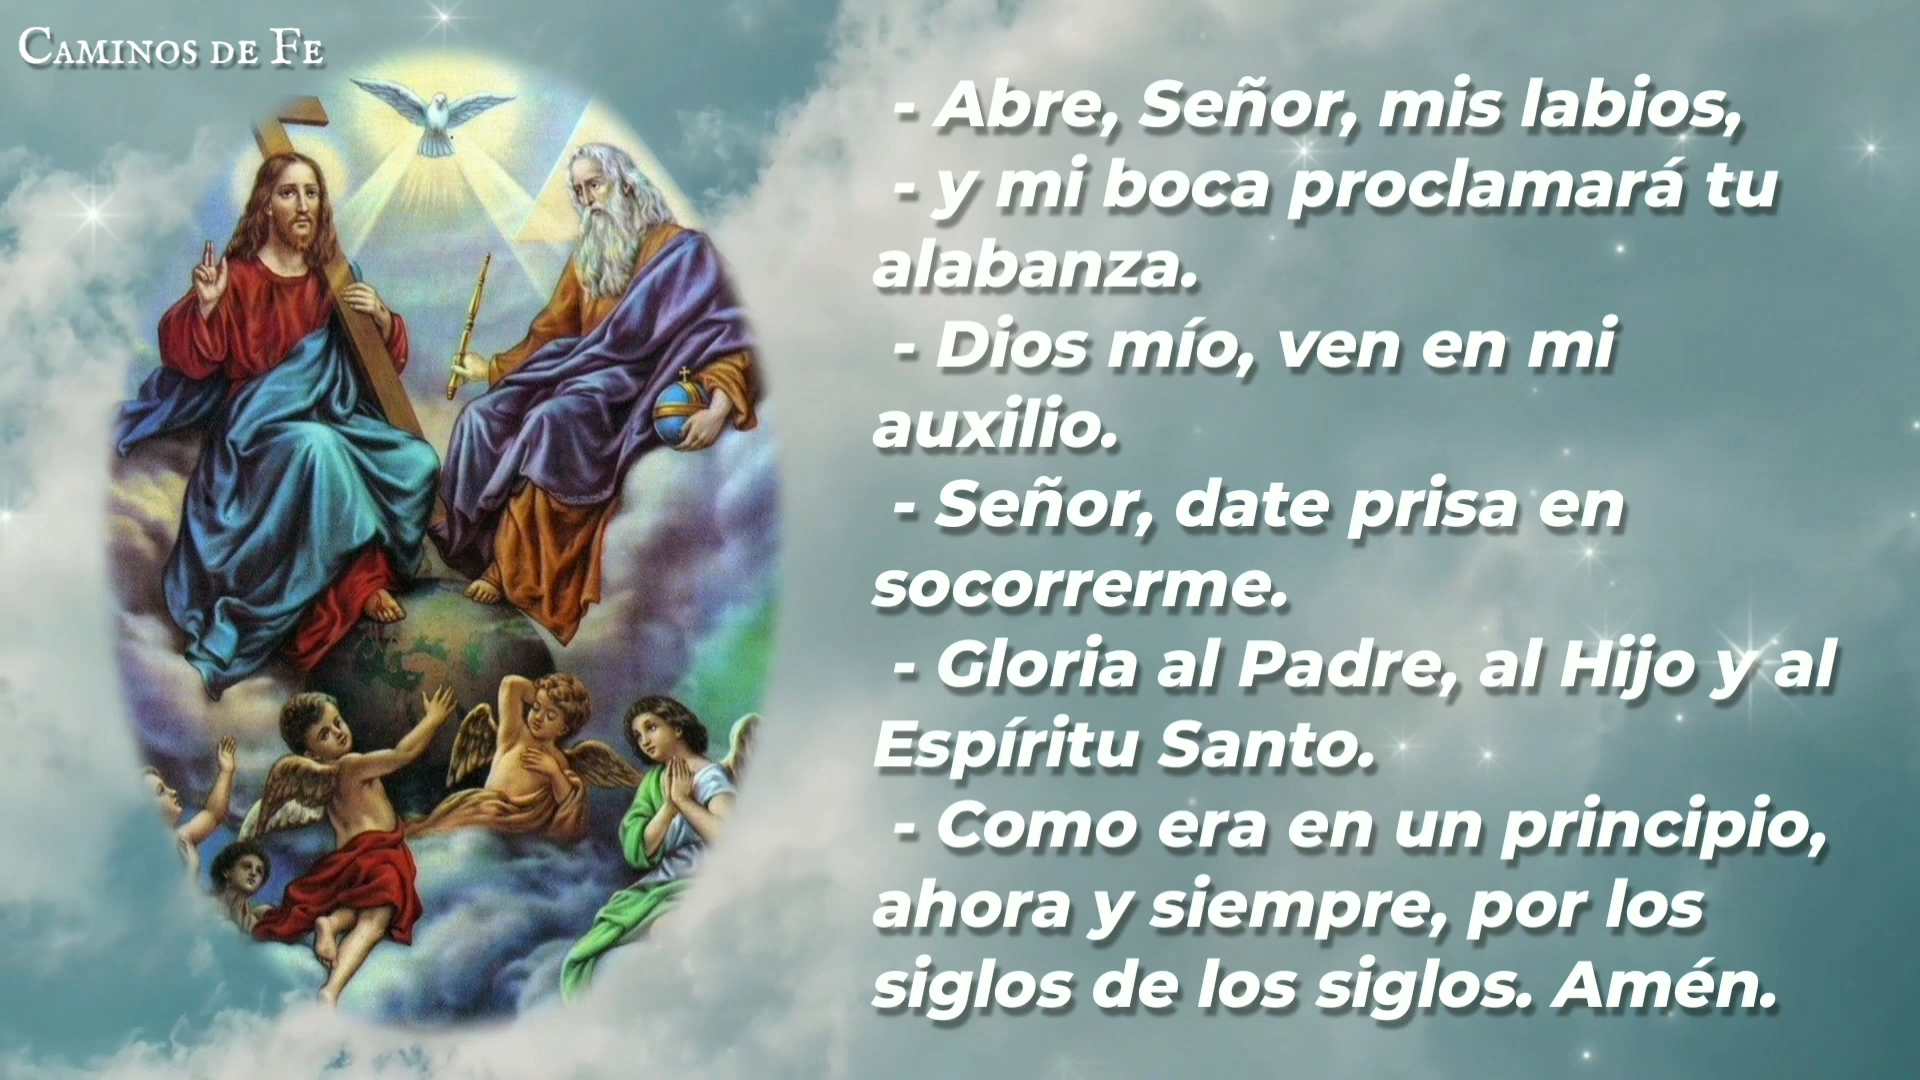 Caminos de Fe
- Abre, Señor, mis labios,
- y mi boca proclamará tu
alabanza.
- Dios mío, ven en mi
auxilio.
- Señor, date prisa en
socorrerme.
- Gloria al Padre, al Hijo y al
Espíritu Santo.
- Como era en un principio,
ahora y siempre, por los
siglos de los siglos. Amén.